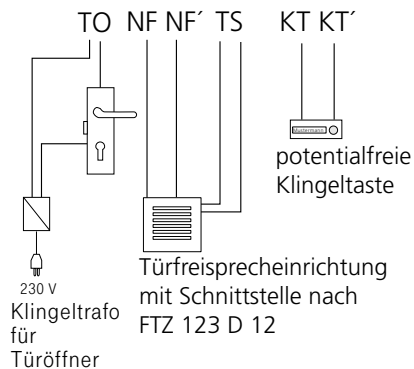 TO NF NF´ TS KT KT´
Mustermann
potentialfreie
Klingeltaste
230 V
Klingeltrafo
für
Türöffner
Türfreisprecheinrichtung
mit Schnittstelle nach
FTZ 123 D 12